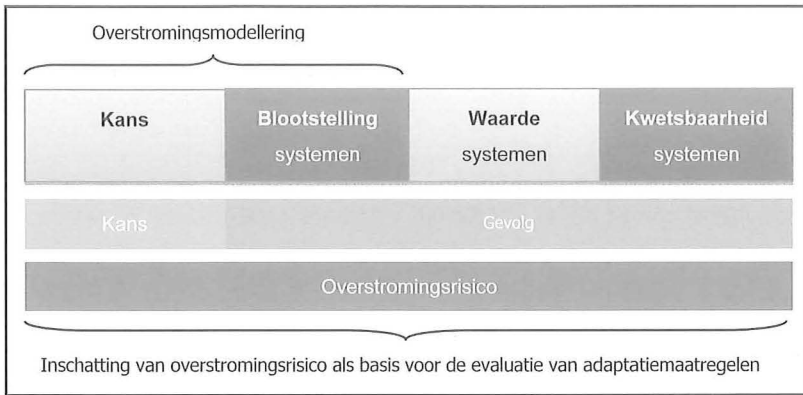 Overstromingsmodellering
Kans Blootstelling Waarde Kwetsbaarheid
systemen systemen systemen
Kans Gevolg
Overstromingsrisico
Inschatting van overstromingsrisico als basis voor de evaluatie van adaptatiemaatregelen